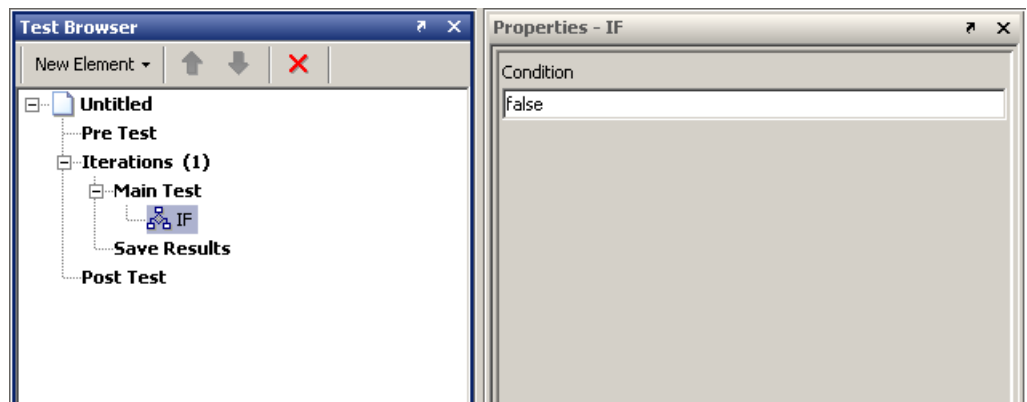 Test Browser
New Element
Untitled
Pre Test
Iterations (1)
Main Test
IF
Save Results
Post Test
Properties - IF
Condition
false